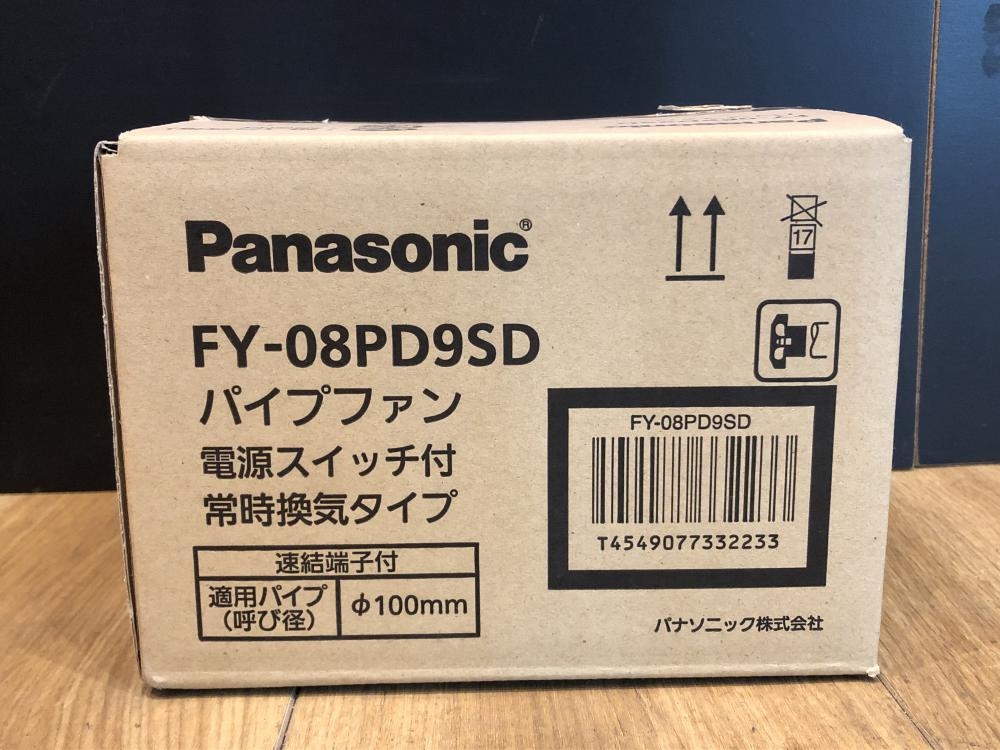 Panasonic®
17
FY-08PD9SD
パイプファン
電源スイッチ付
常時換気タイプ
速結端子付
適用パイプ
(呼び径)
φ100mm
FY-08PD9SD
T4549077332233
パナソニック株式会社